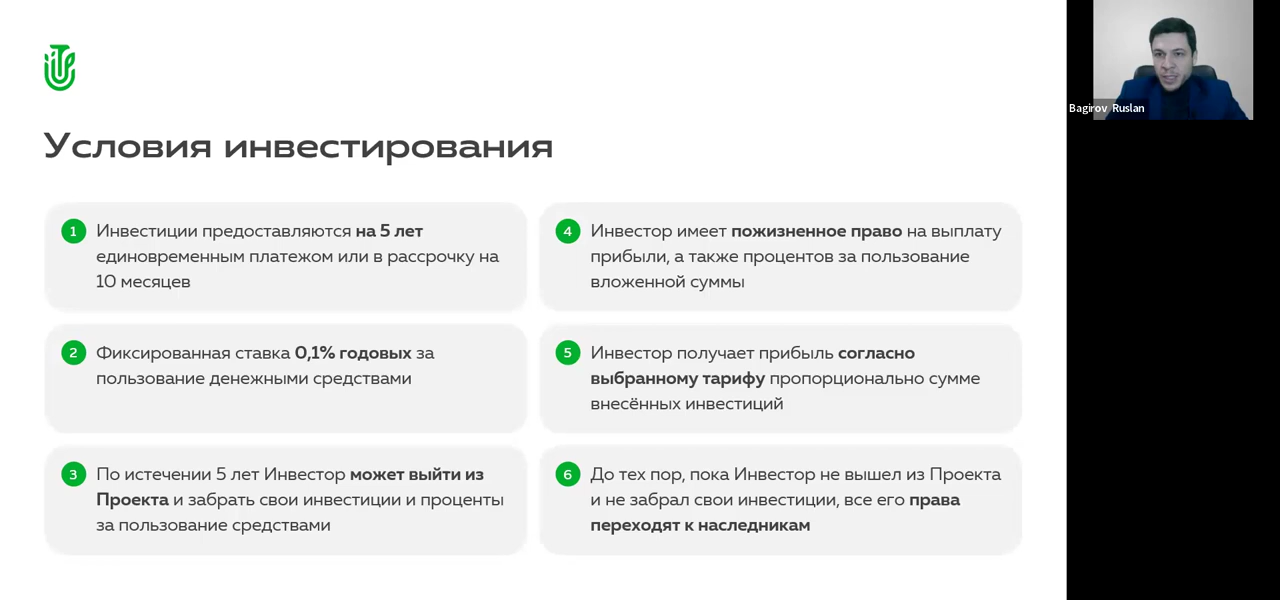 Условия инвестирования
1
Инвестиции предоставляются на 5 лет
единовременным платежом или в рассрочку на
10 месяцев
2
Фиксированная ставка 0,1% годовых за
пользование денежными средствами
3
По истечении 5 лет Инвестор может выйти из
Проекта и забрать свои инвестиции и проценты
за пользование средствами
4
Инвестор имеет пожизненное право на выплату
прибыли, а также процентов за пользование
вложенной суммы
5
Инвестор получает прибыль согласно
выбранному тарифу пропорционально сумме
внесённых инвестиций
6
До тех пор, пока Инвестор не вышел из Проекта
и не забрал свои инвестиции, все его права
переходят к наследникам
Bagirov Ruslan